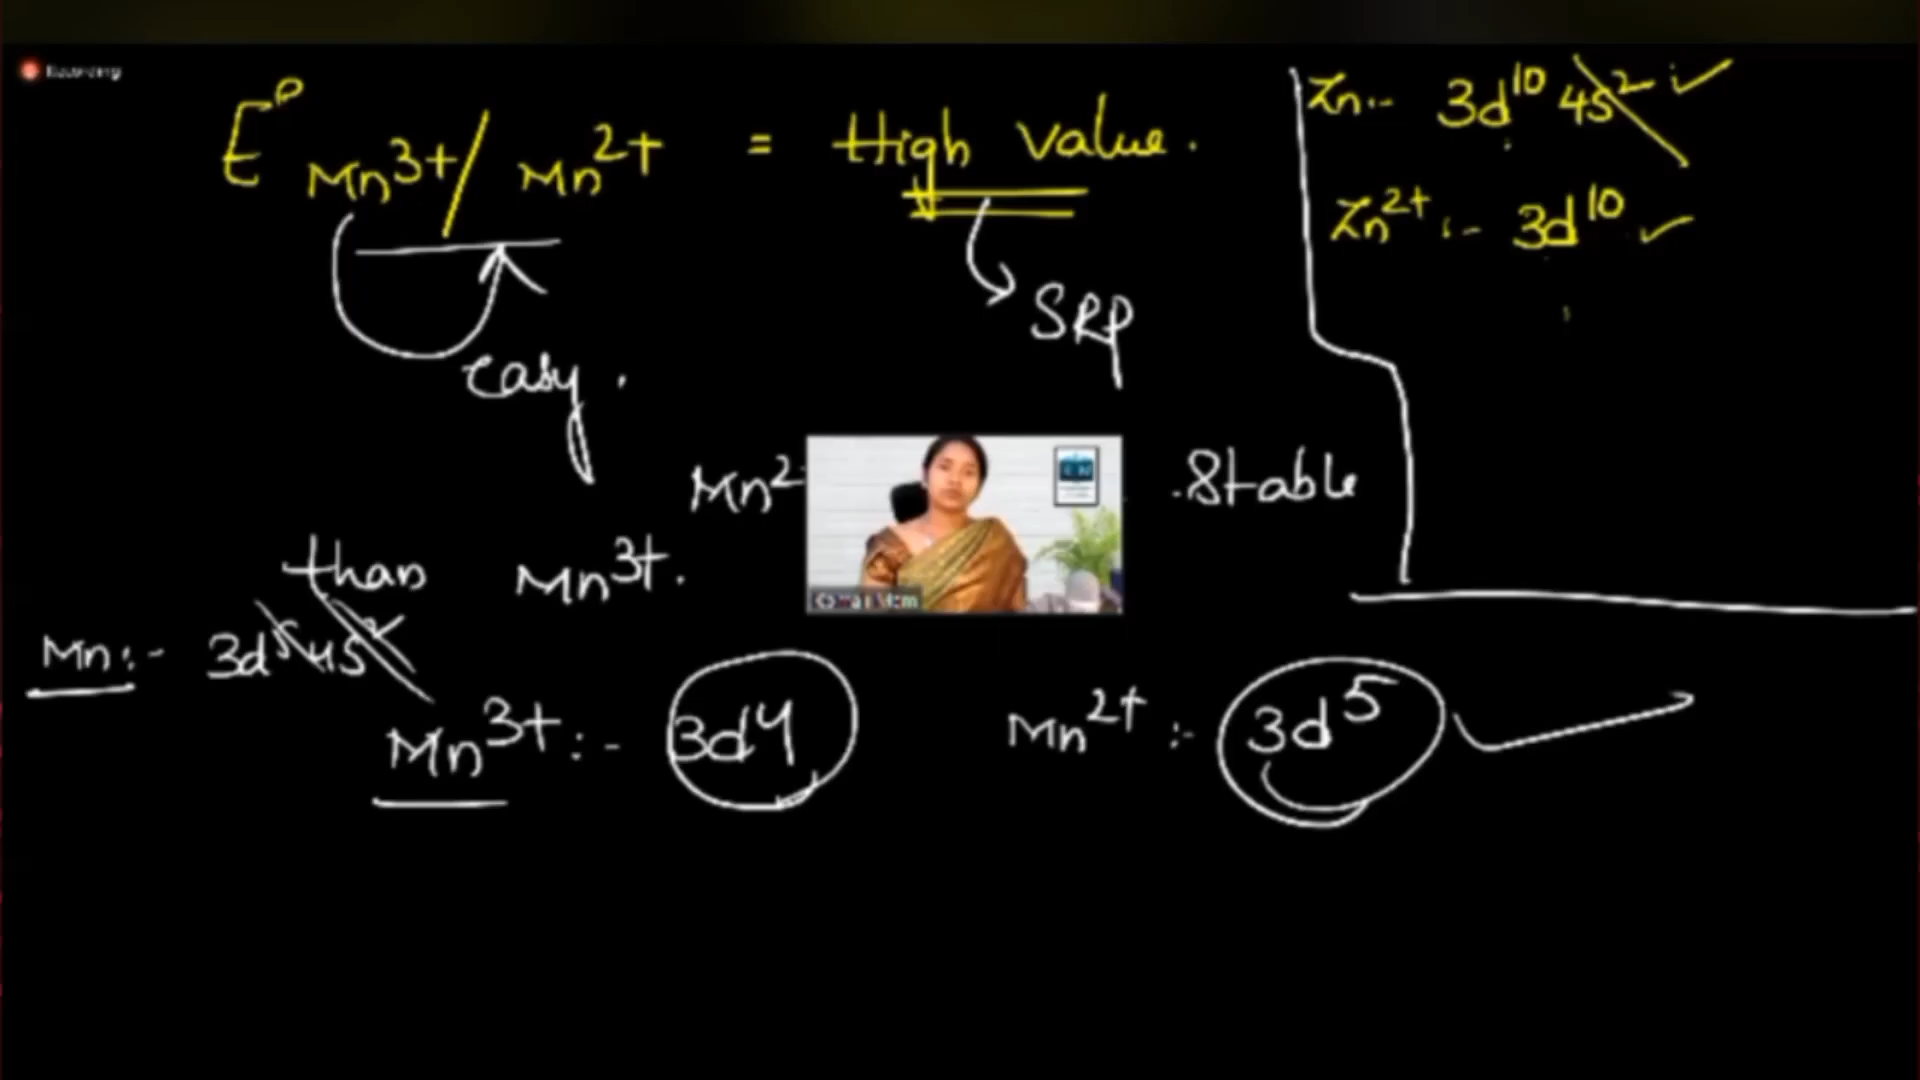 Recording
E° Mn3+/ Mn2+ = High value.
Zn:- 3d10 4s2
Zn2+ :- 3d10
SRP
easy.
Mn2 . Stable
than Mn3+.
Mn:- 3d5 4s2
Mn3+ :- 3d4 Mn2+ :- 3d5